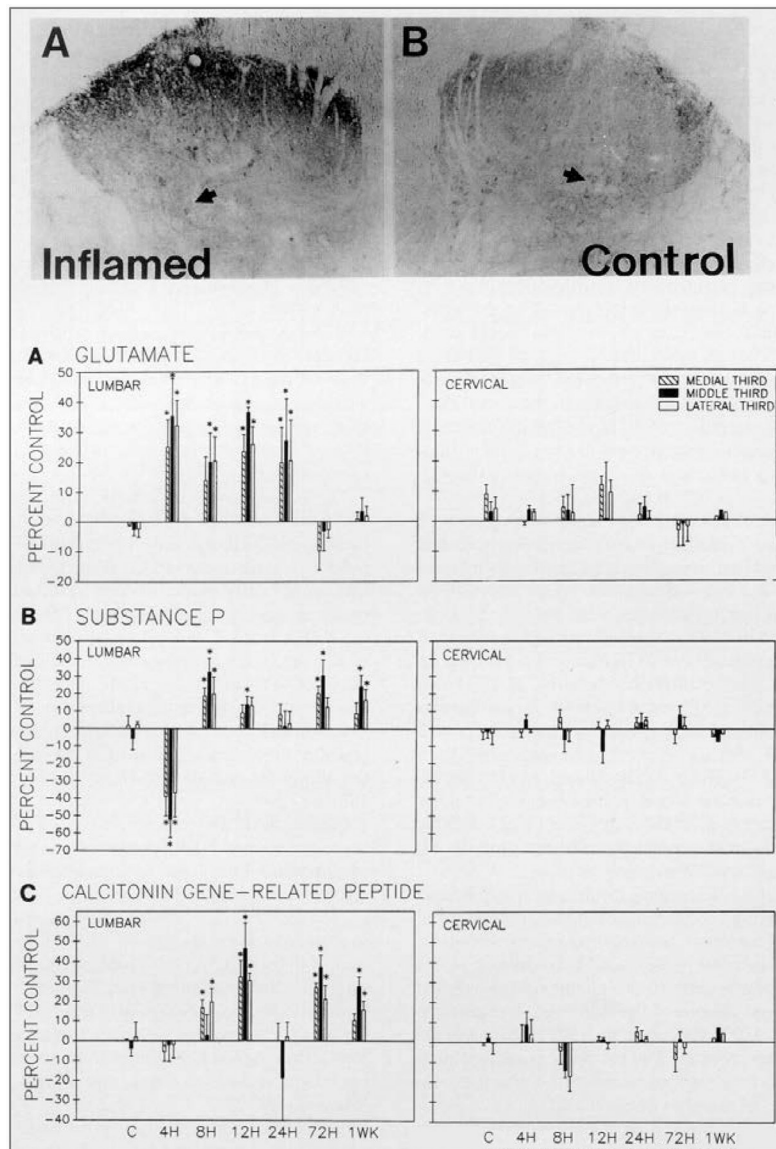 A
B
Inflamed
Control
A GLUTAMATE
PERCENT CONTROL
50
40
30
20
10
0
-10
-20
LUMBAR
CERVICAL
MEDIAL THIRD
MIDDLE THIRD
LATERAL THIRD
B SUBSTANCE P
PERCENT CONTROL
50
40
30
20
10
0
-10
-20
-30
-40
-50
-60
-70
LUMBAR
CERVICAL
C CALCITONIN GENE-RELATED PEPTIDE
PERCENT CONTROL
60
50
40
30
20
10
0
-10
-20
-30
-40
LUMBAR
CERVICAL
C 4H 8H 12H 24H 72H 1WK
C 4H 8H 12H 24H 72H 1WK